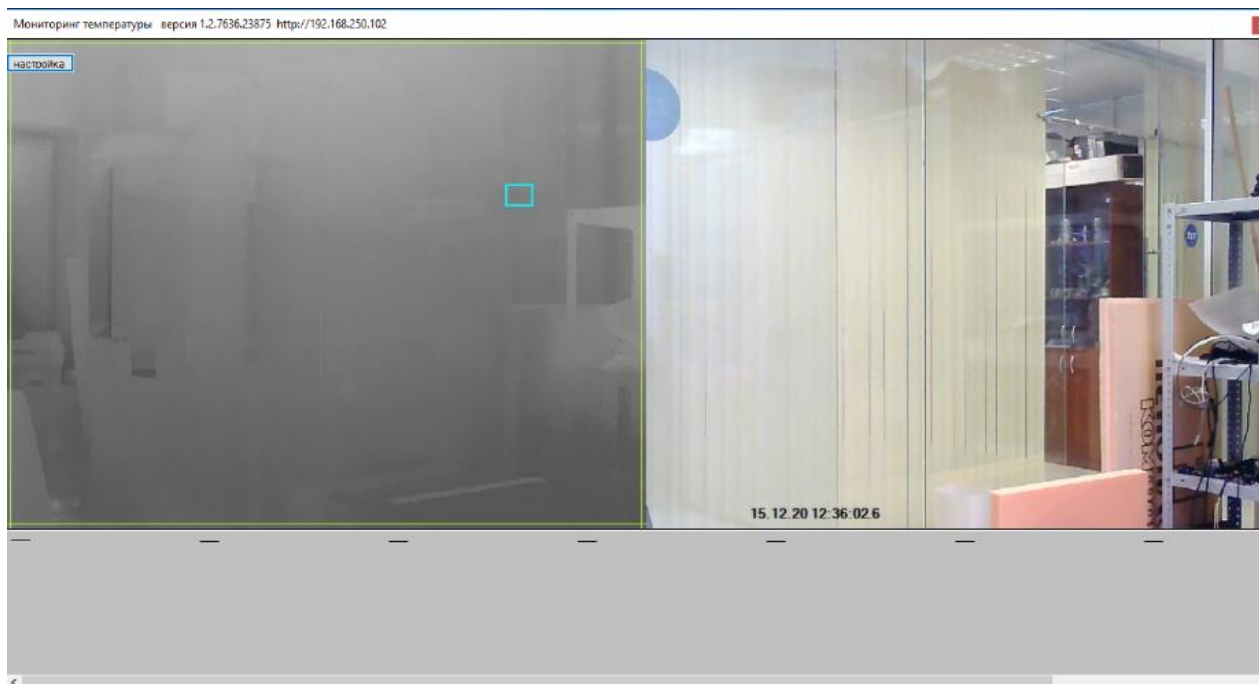 Мониторинг температуры версия 1.2.7636.23875 http://192.168.250.102
настройка
15.12.20 12:36:02.6